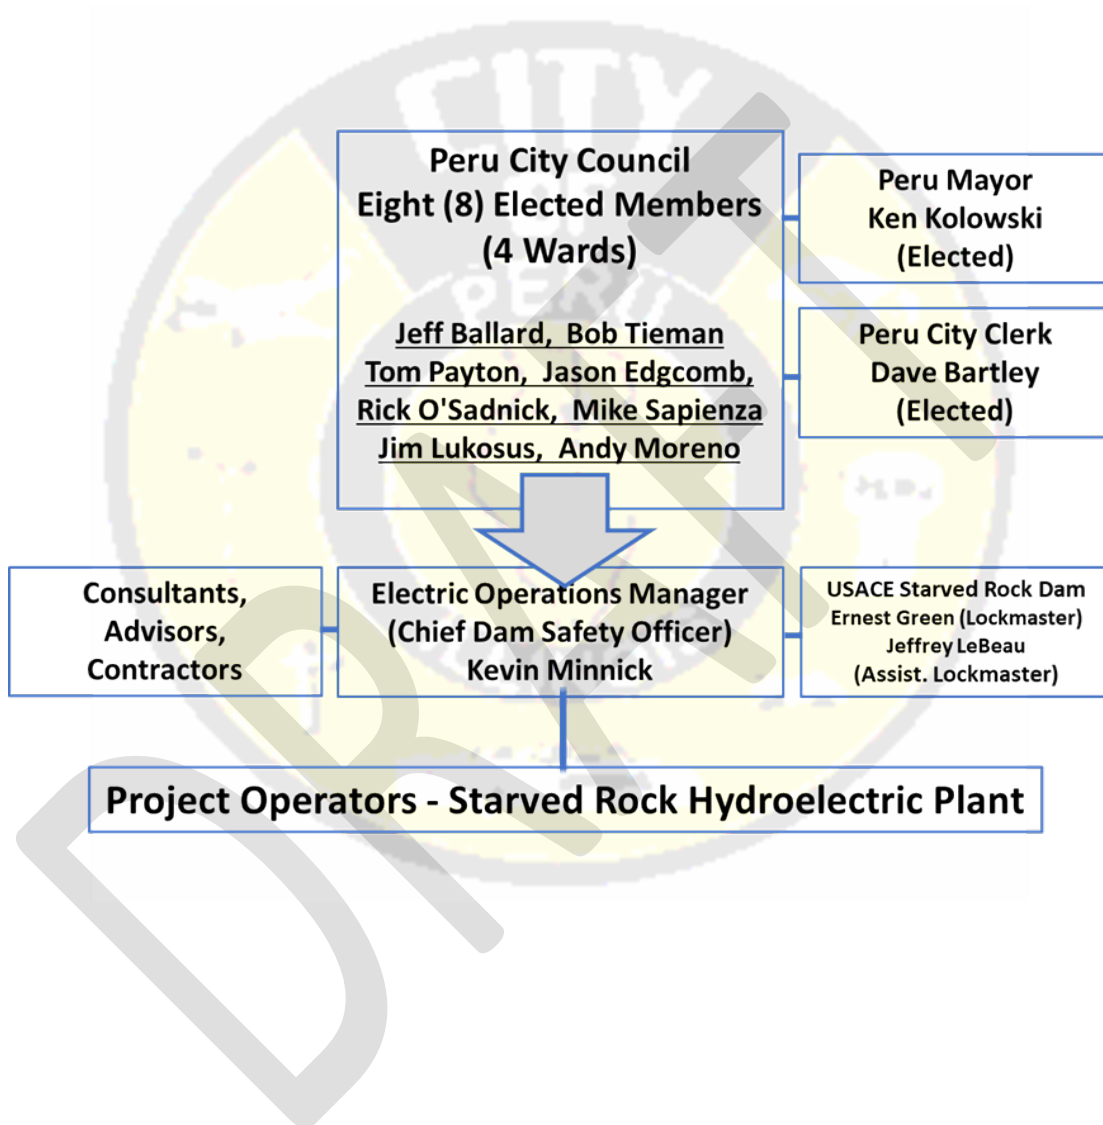 CITY
OF
PERU
Peru City Council
Eight (8) Elected Members
(4 Wards)
Jeff Ballard,  Bob Tieman
Tom Payton,  Jason Edgcomb,
Rick O'Sadnick,  Mike Sapienza
Jim Lukosus,  Andy Moreno
Peru Mayor
Ken Kolowski
(Elected)
Peru City Clerk
Dave Bartley
(Elected)
Consultants,
Advisors,
Contractors
Electric Operations Manager
(Chief Dam Safety Officer)
Kevin Minnick
USACE Starved Rock Dam
Ernest Green (Lockmaster)
Jeffrey LeBeau
(Assist. Lockmaster)
Project Operators - Starved Rock Hydroelectric Plant
DRAFT